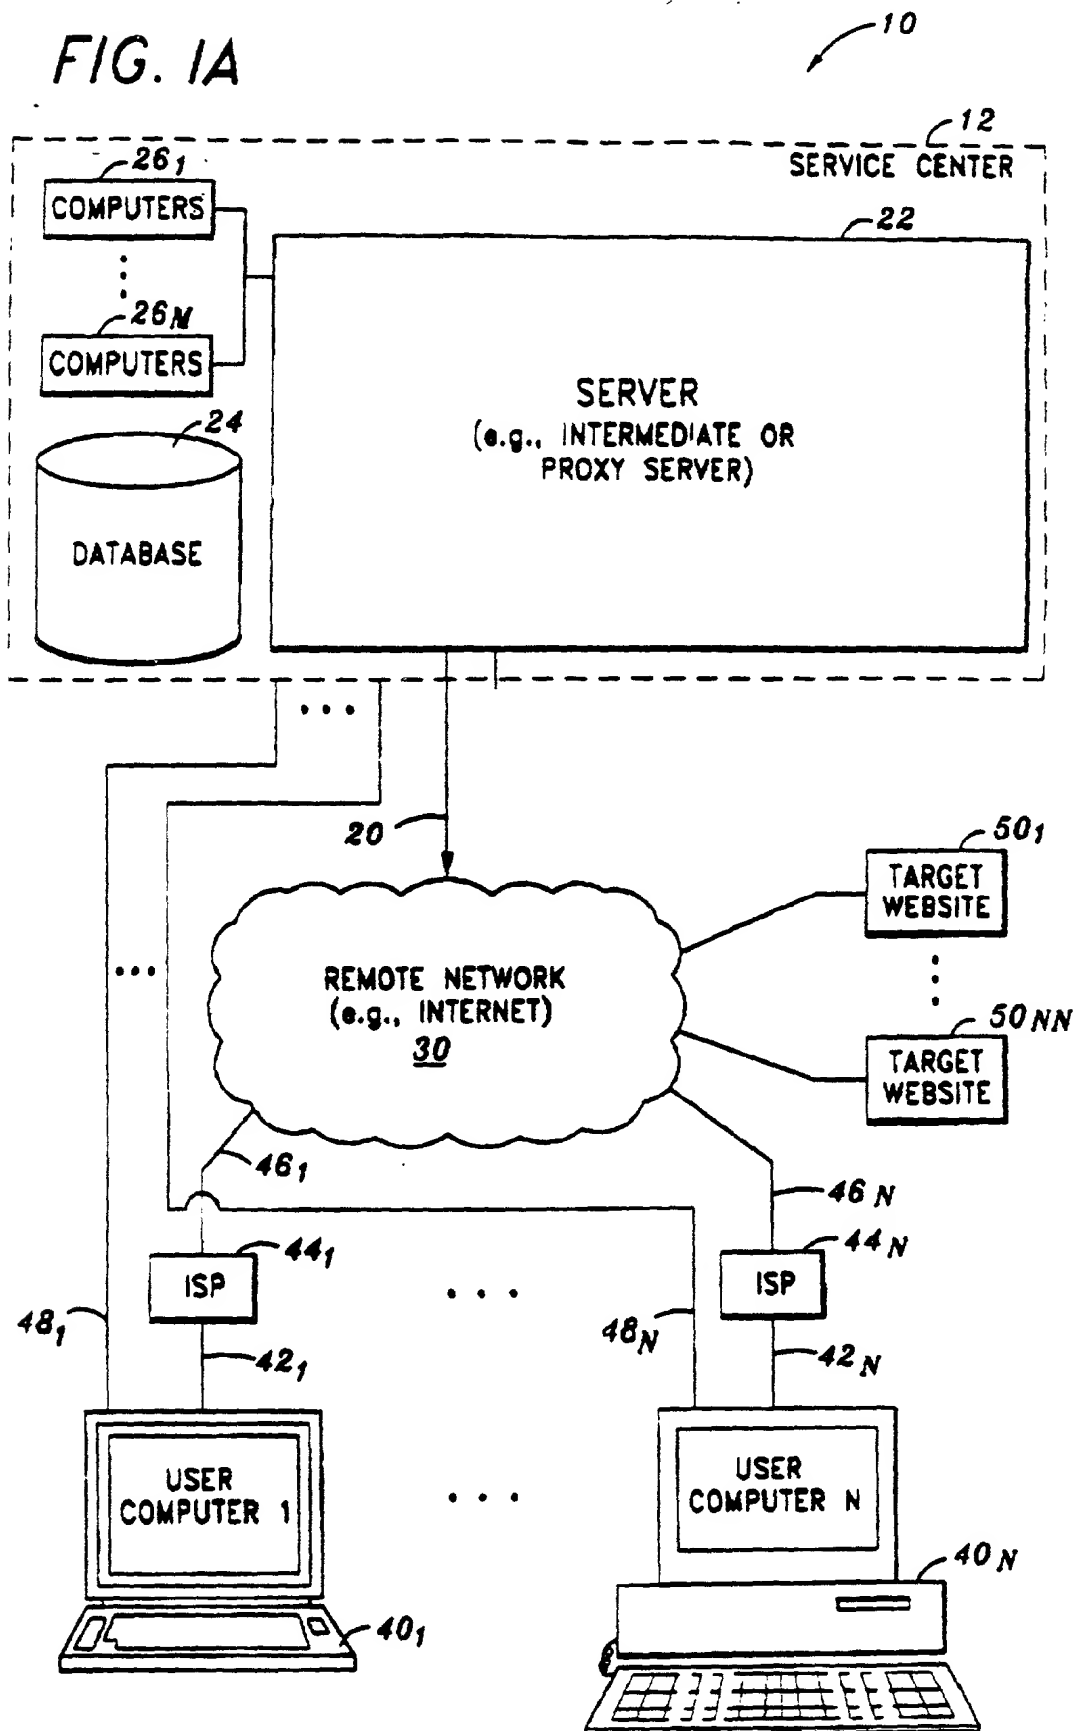 FIG. 1A
10
12
SERVICE CENTER
26₁
COMPUTERS
22
26M
COMPUTERS
SERVER
(e.g., INTERMEDIATE OR
PROXY SERVER)
24
DATABASE
20
50₁
TARGET
WEBSITE
REMOTE NETWORK
(e.g., INTERNET)
30
50NN
TARGET
WEBSITE
46₁
46N
44₁
ISP
44N
ISP
48₁
48N
42₁
42N
USER
COMPUTER 1
USER
COMPUTER N
40₁
40N